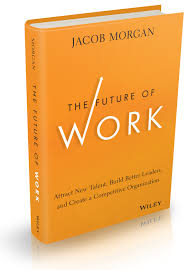 MORGAN
THE FUTURE OF WORK
WILEY
JACOB MORGAN
THE FUTURE OF
WORK
Attract New Talent, Build Better Leaders,
and Create a Competitive Organization
WILEY